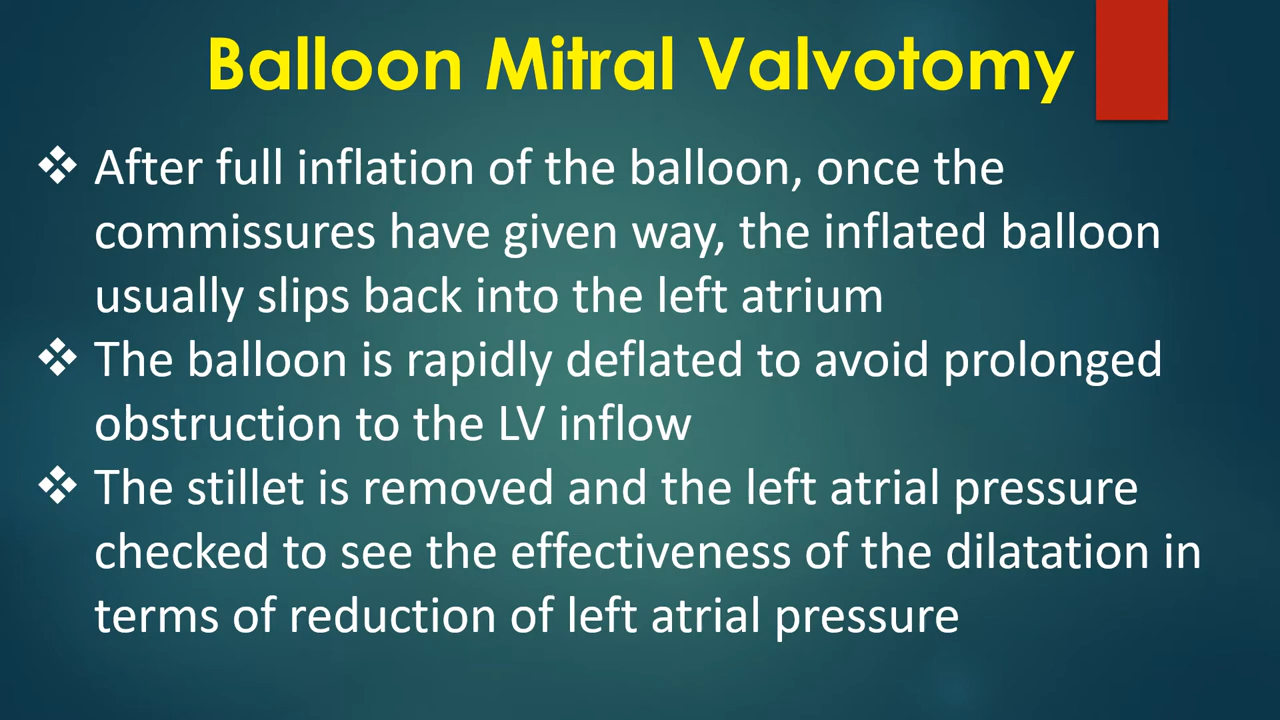 Balloon Mitral Valvotomy
❖ After full inflation of the balloon, once the
commissures have given way, the inflated balloon
usually slips back into the left atrium
❖ The balloon is rapidly deflated to avoid prolonged
obstruction to the LV inflow
❖ The stillet is removed and the left atrial pressure
checked to see the effectiveness of the dilatation in
terms of reduction of left atrial pressure